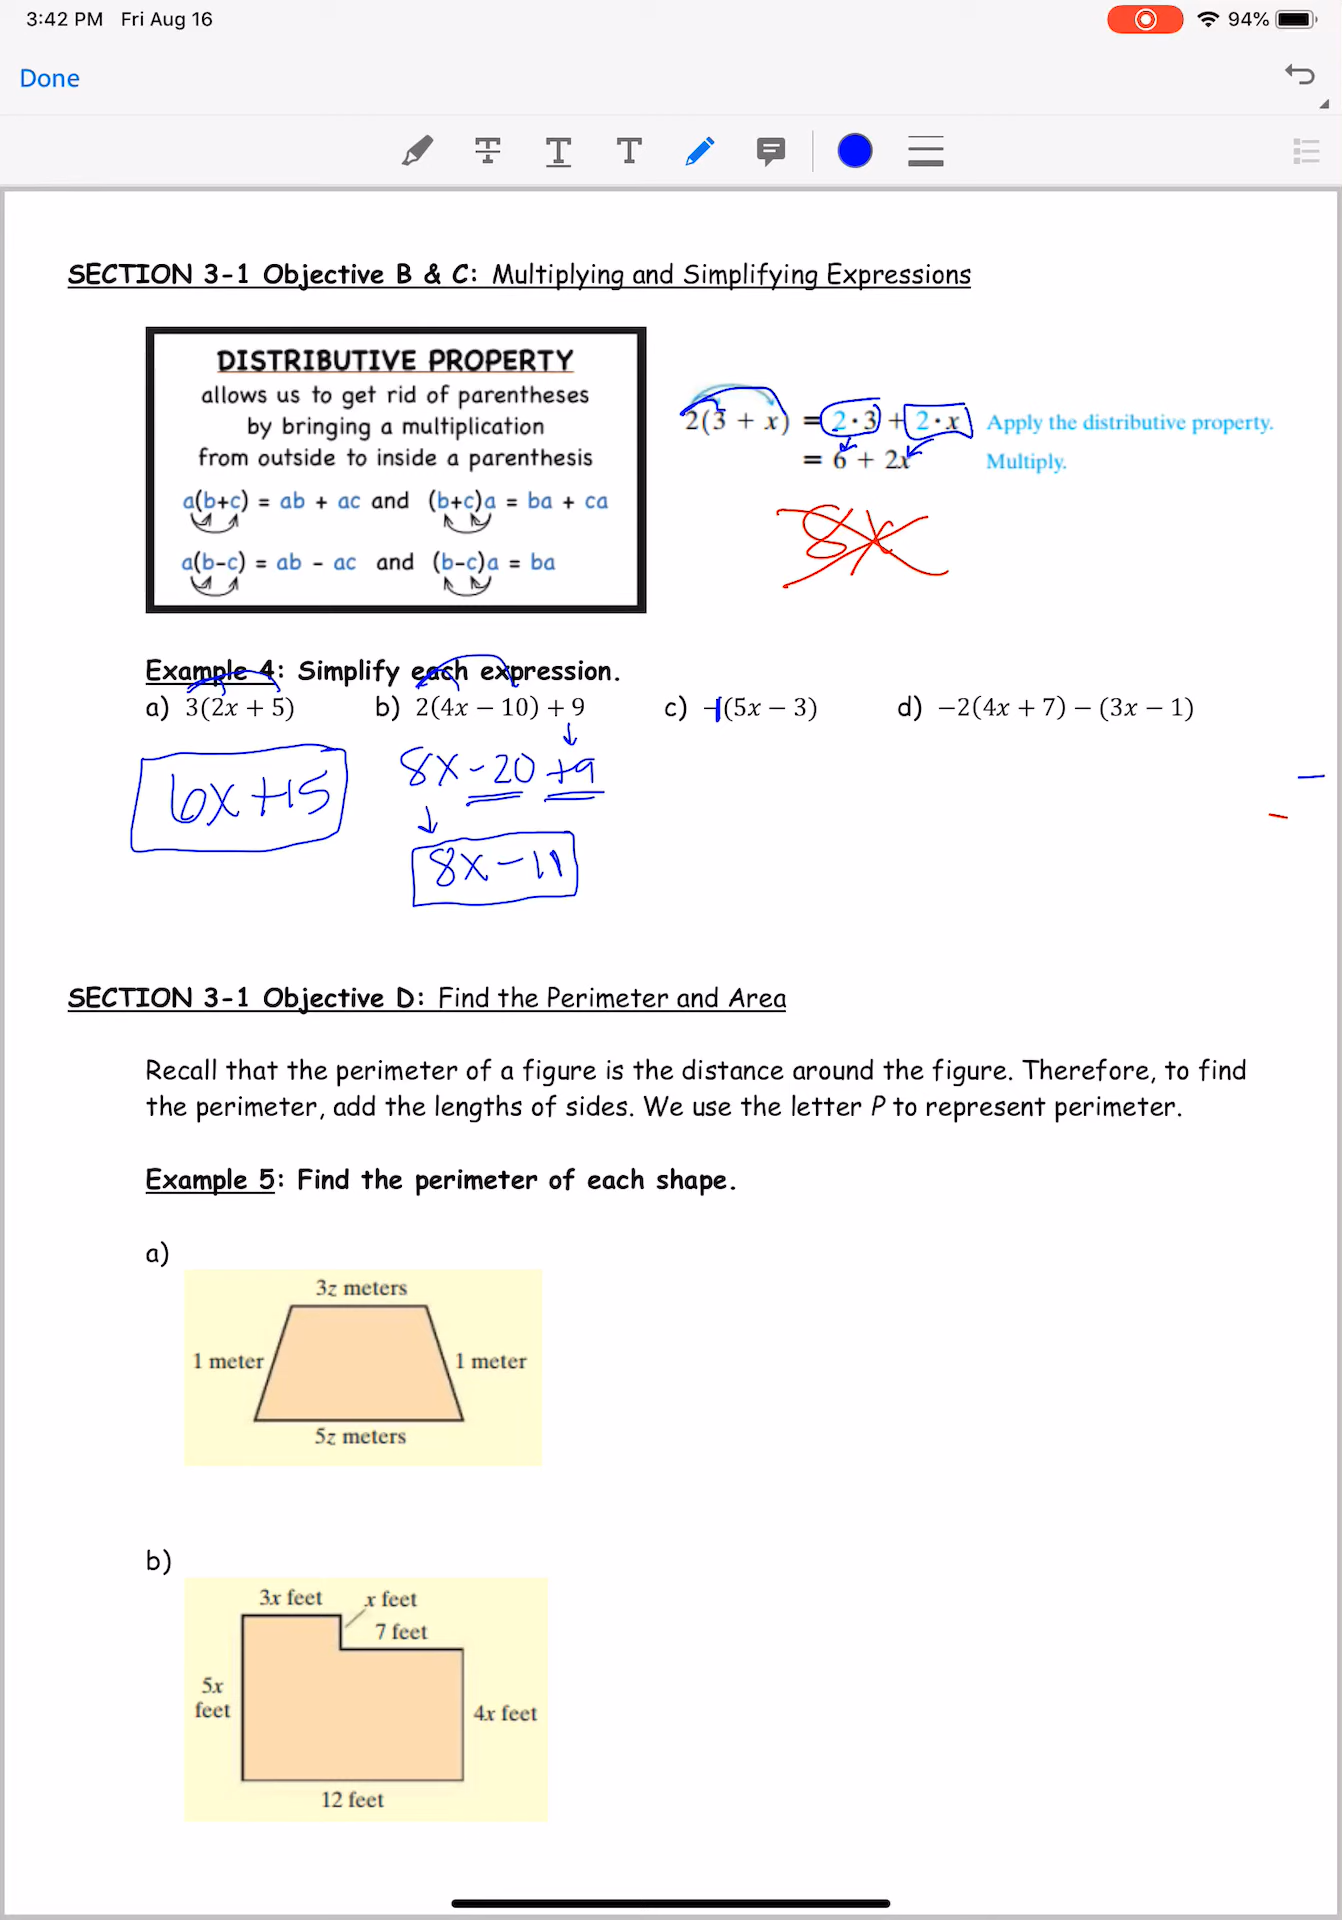 3:42 PM Fri Aug 16 94%
Done
T T T
SECTION 3-1 Objective B & C: Multiplying and Simplifying Expressions
DISTRIBUTIVE PROPERTY
allows us to get rid of parentheses
by bringing a multiplication
from outside to inside a parenthesis
a(b+c) = ab + ac and (b+c)a = ba + ca
a(b-c) = ab - ac and (b-c)a = ba
2(3 + x) = 2·3 + 2·x Apply the distributive property.
= 6 + 2x Multiply.
8x
Example 4: Simplify each expression.
a) 3(2x + 5) b) 2(4x − 10) + 9 c) −1(5x − 3) d) −2(4x + 7) − (3x − 1)
6x+15 8x-20+9
8x-11
SECTION 3-1 Objective D: Find the Perimeter and Area
Recall that the perimeter of a figure is the distance around the figure. Therefore, to find
the perimeter, add the lengths of sides. We use the letter P to represent perimeter.
Example 5: Find the perimeter of each shape.
a)
3z meters
1 meter 1 meter
5z meters
b)
3x feet x feet
7 feet
5x
feet
4x feet
12 feet